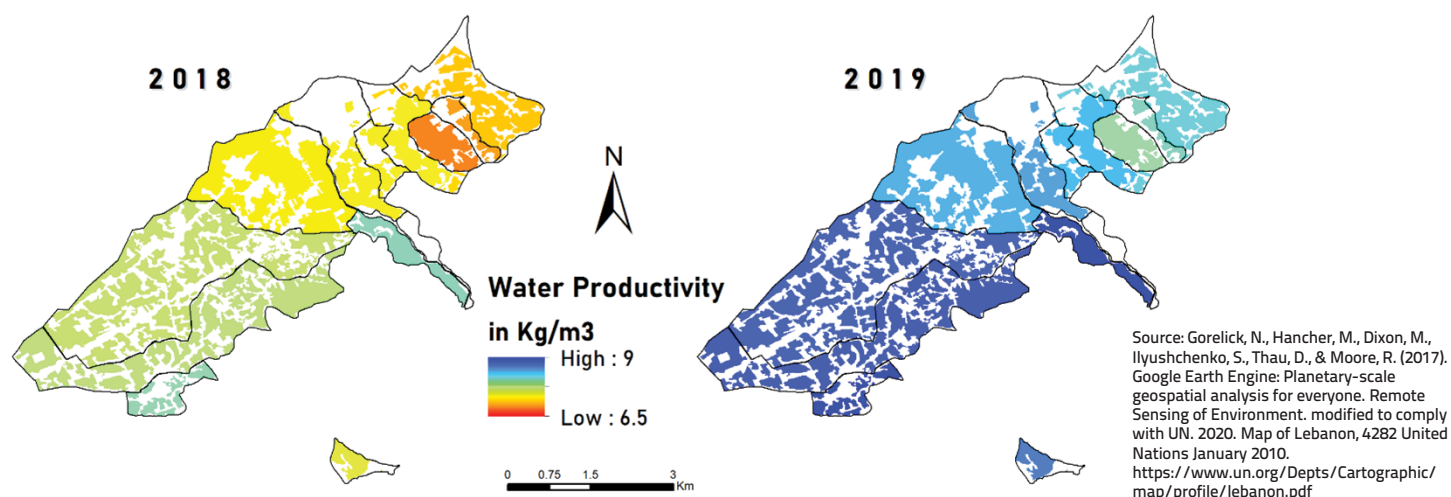 2018
2019
N
Water Productivity
in Kg/m3
High : 9
Low : 6.5
0 0.75 1.5 3
Km
Source: Gorelick, N., Hancher, M., Dixon, M.,
Ilyushchenko, S., Thau, D., & Moore, R. (2017).
Google Earth Engine: Planetary-scale
geospatial analysis for everyone. Remote
Sensing of Environment. modified to comply
with UN. 2020. Map of Lebanon, 4282 United
Nations January 2010.
https://www.un.org/Depts/Cartographic/
map/profile/lebanon.pdf